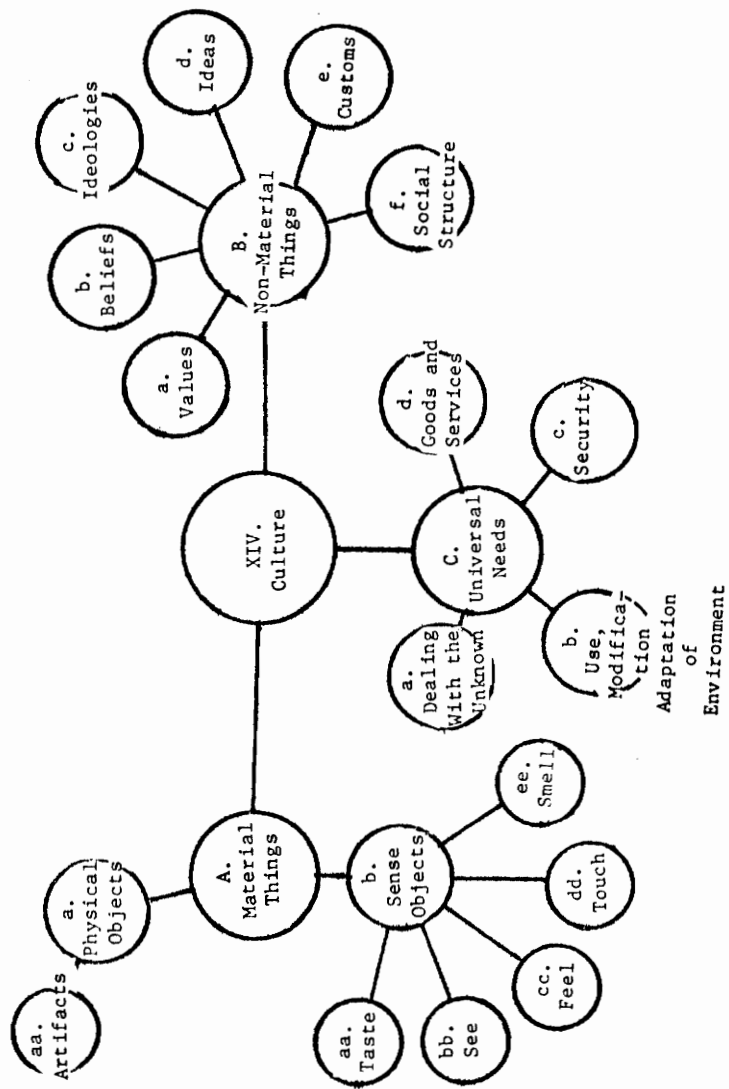 XIV.
Culture
A.
Material
Things
a.
Physical
Objects
aa.
Artifacts
b.
Sense
Objects
aa.
Taste
bb.
See
cc.
Feel
dd.
Touch
ee.
Smell
B.
Non-Material
Things
a.
Values
b.
Beliefs
c.
Ideologies
d.
Ideas
e.
Customs
f.
Social
Structure
C.
Universal
Needs
a.
Dealing
With the
Unknown
b.
Use,
Modifica-
tion
Adaptation
of
Environment
c.
Security
d.
Goods and
Services